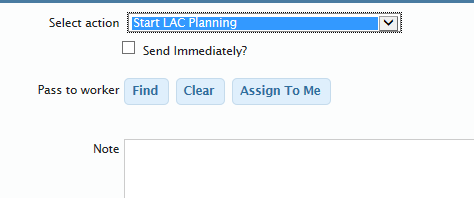 Select action Start LAC Planning
Send Immediately?
Pass to worker Find Clear Assign To Me
Note